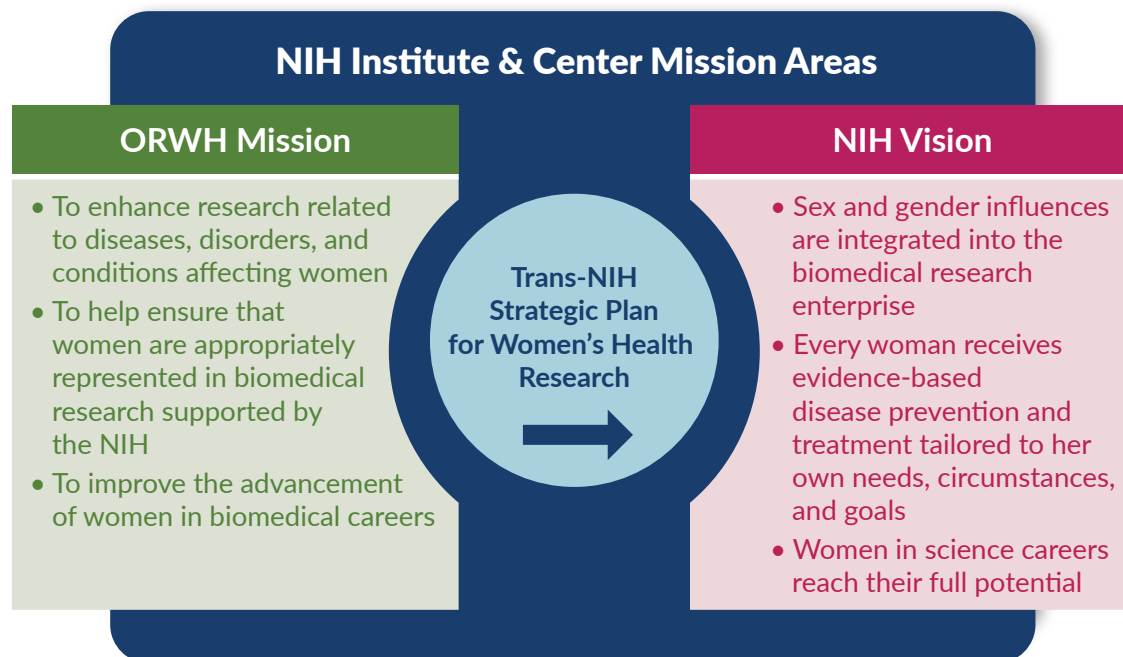 NIH Institute & Center Mission Areas
ORWH Mission
• To enhance research related
to diseases, disorders, and
conditions affecting women
• To help ensure that
women are appropriately
represented in biomedical
research supported by
the NIH
• To improve the advancement
of women in biomedical careers
Trans-NIH
Strategic Plan
for Women's Health
Research
NIH Vision
• Sex and gender influences
are integrated into the
biomedical research
enterprise
• Every woman receives
evidence-based
disease prevention and
treatment tailored to her
own needs, circumstances,
and goals
• Women in science careers
reach their full potential